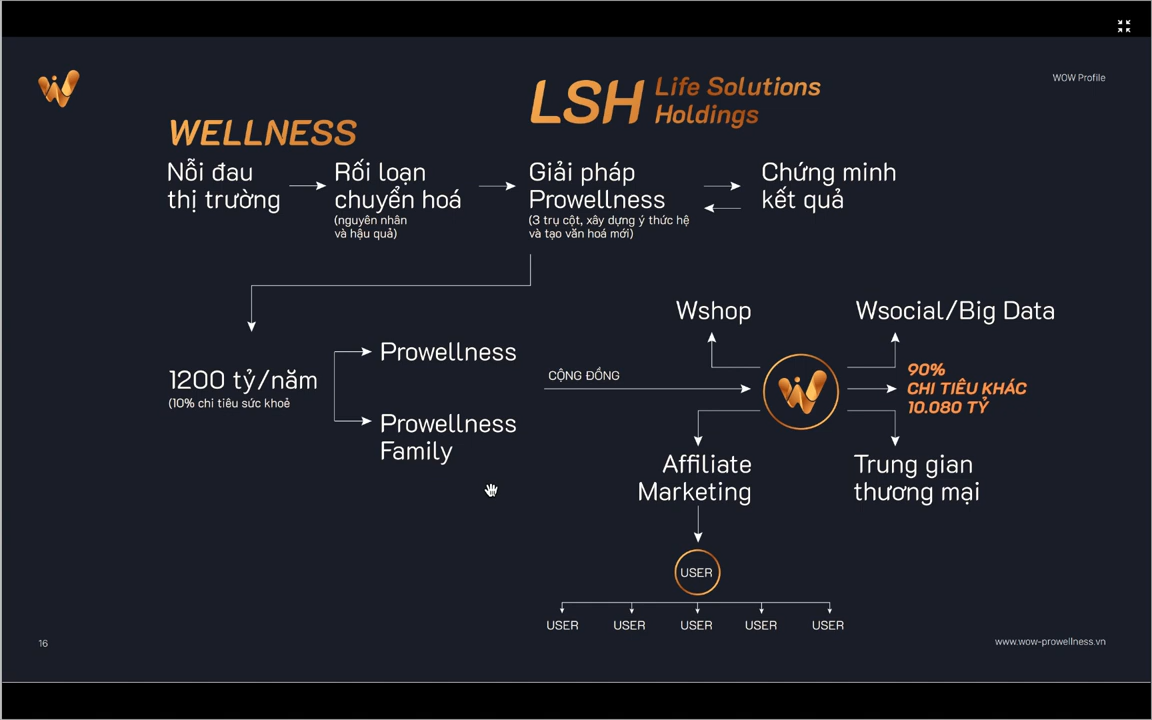 WOW Profile
LSH Life Solutions
Holdings
WELLNESS
Nỗi đau
thị trường
Rối loạn
chuyển hoá
(nguyên nhân
và hậu quả)
Giải pháp
Prowellness
(3 trụ cột, xây dựng ý thức hệ
và tạo văn hoá mới)
Chứng minh
kết quả
1200 tỷ/năm
(10% chi tiêu sức khoẻ
Prowellness
Prowellness
Family
CỘNG ĐỒNG
Wshop
Wsocial/Big Data
90%
CHI TIÊU KHÁC
10.080 TỶ
Affiliate
Marketing
Trung gian
thương mại
USER
USER USER USER USER USER
16
www.wow-prowellness.vn